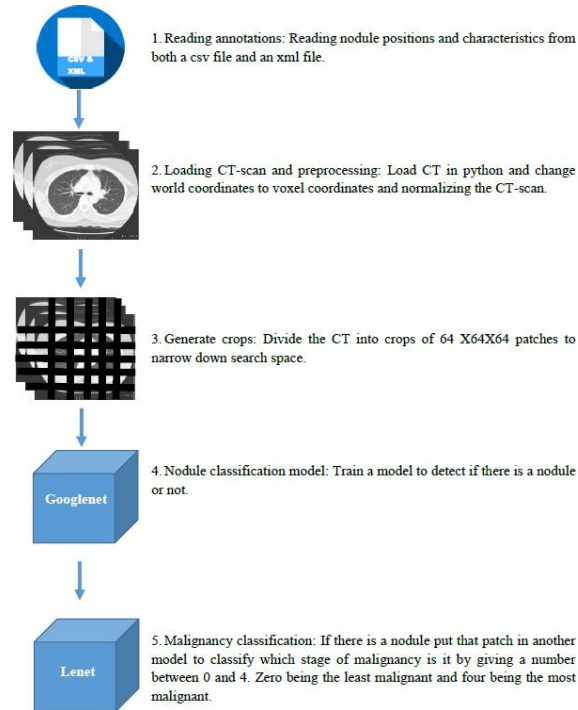 CSV &
XML
1. Reading annotations: Reading nodule positions and characteristics from
both a csv file and an xml file.
2. Loading CT-scan and preprocessing: Load CT in python and change
world coordinates to voxel coordinates and normalizing the CT-scan.
3. Generate crops: Divide the CT into crops of 64 X64X64 patches to
narrow down search space.
Googlenet
4. Nodule classification model: Train a model to detect if there is a nodule
or not.
Lenet
5. Malignancy classification: If there is a nodule put that patch in another
model to classify which stage of malignancy is it by giving a number
between 0 and 4. Zero being the least malignant and four being the most
malignant.